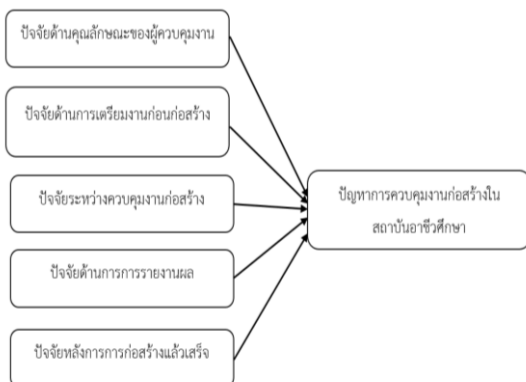 ปัจจัยด้านคุณลักษณะของผู้ควบคุมงาน
ปัจจัยด้านการเตรียมงานก่อนก่อสร้าง
ปัจจัยระหว่างควบคุมงานก่อสร้าง
ปัญหาการควบคุมงานก่อสร้างใน
สถาบันอาชีวศึกษา
ปัจจัยด้านการการรายงานผล
ปัจจัยหลังการการก่อสร้างแล้วเสร็จ